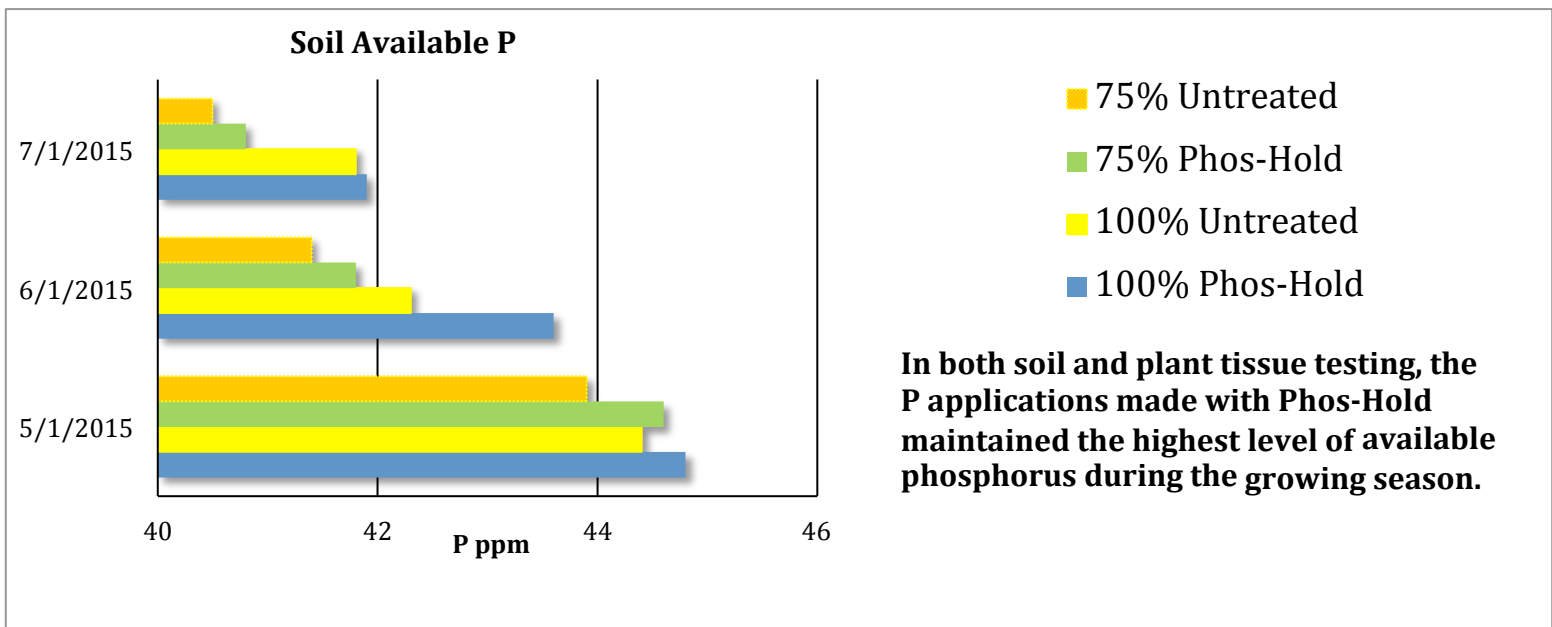 Soil Available P
7/1/2015
6/1/2015
5/1/2015
40 42 44 46
P ppm
75% Untreated
75% Phos-Hold
100% Untreated
100% Phos-Hold
In both soil and plant tissue testing, the
P applications made with Phos-Hold
maintained the highest level of available
phosphorus during the growing season.